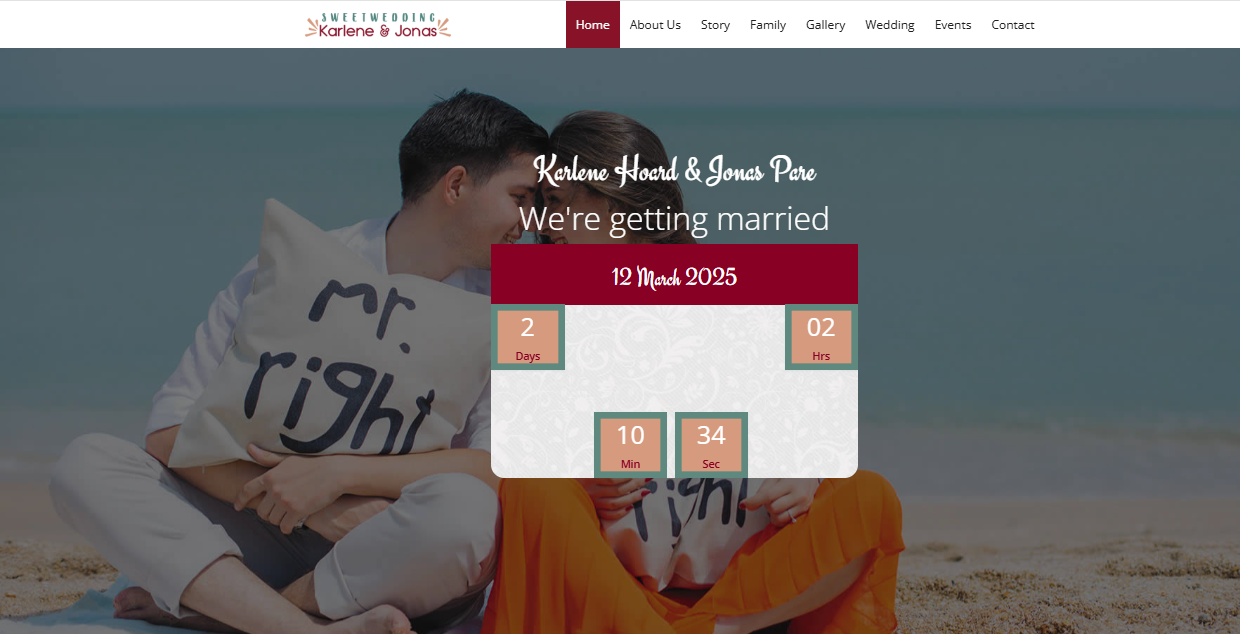 SWEETWEDDING
Karlene & Jonas
Home About Us Story Family Gallery Wedding Events Contact
Karlene Hoard & Jonas Pare
We're getting married
12 March 2025
2 02
Days Hrs
10 34
Min Sec
mr.
right
right